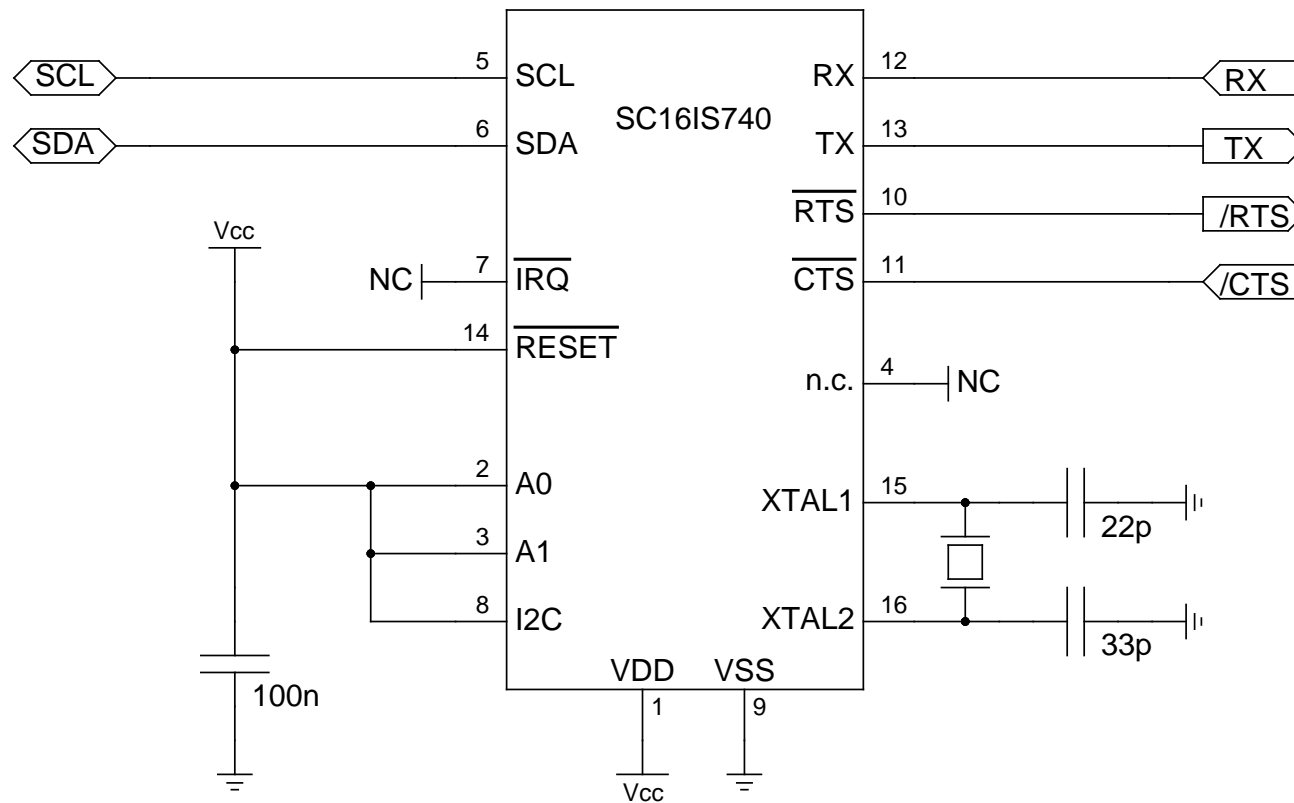 5
SCL
SCL
RX
12
RX
SC16IS740
6
SDA
SDA
TX
13
TX
10
RTS
/RTS
Vcc
7
NC
IRQ
11
CTS
/CTS
14
RESET
4
n.c.
NC
2
A0
15
XTAL1
22p
3
A1
8
I2C
16
XTAL2
33p
VDD
VSS
100n
1
9
Vcc